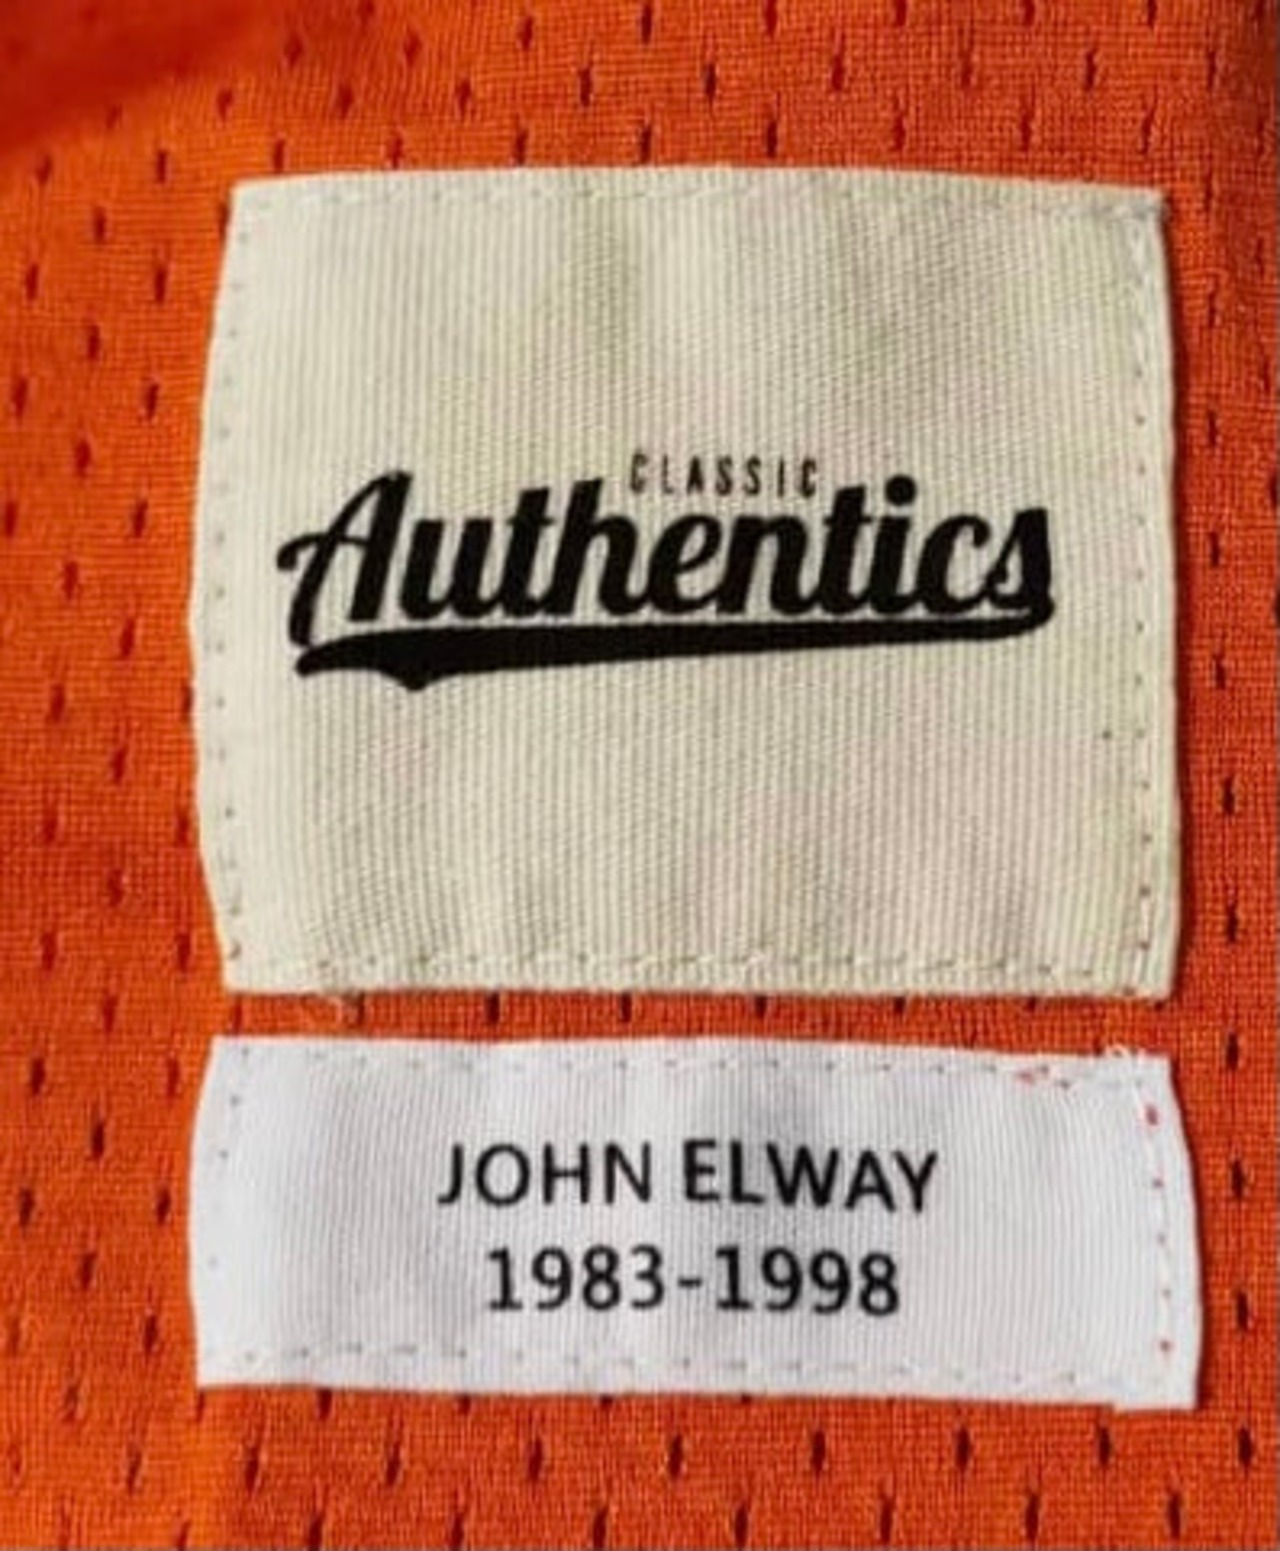 CLASSIC
Authentics
JOHN ELWAY
1983-1998